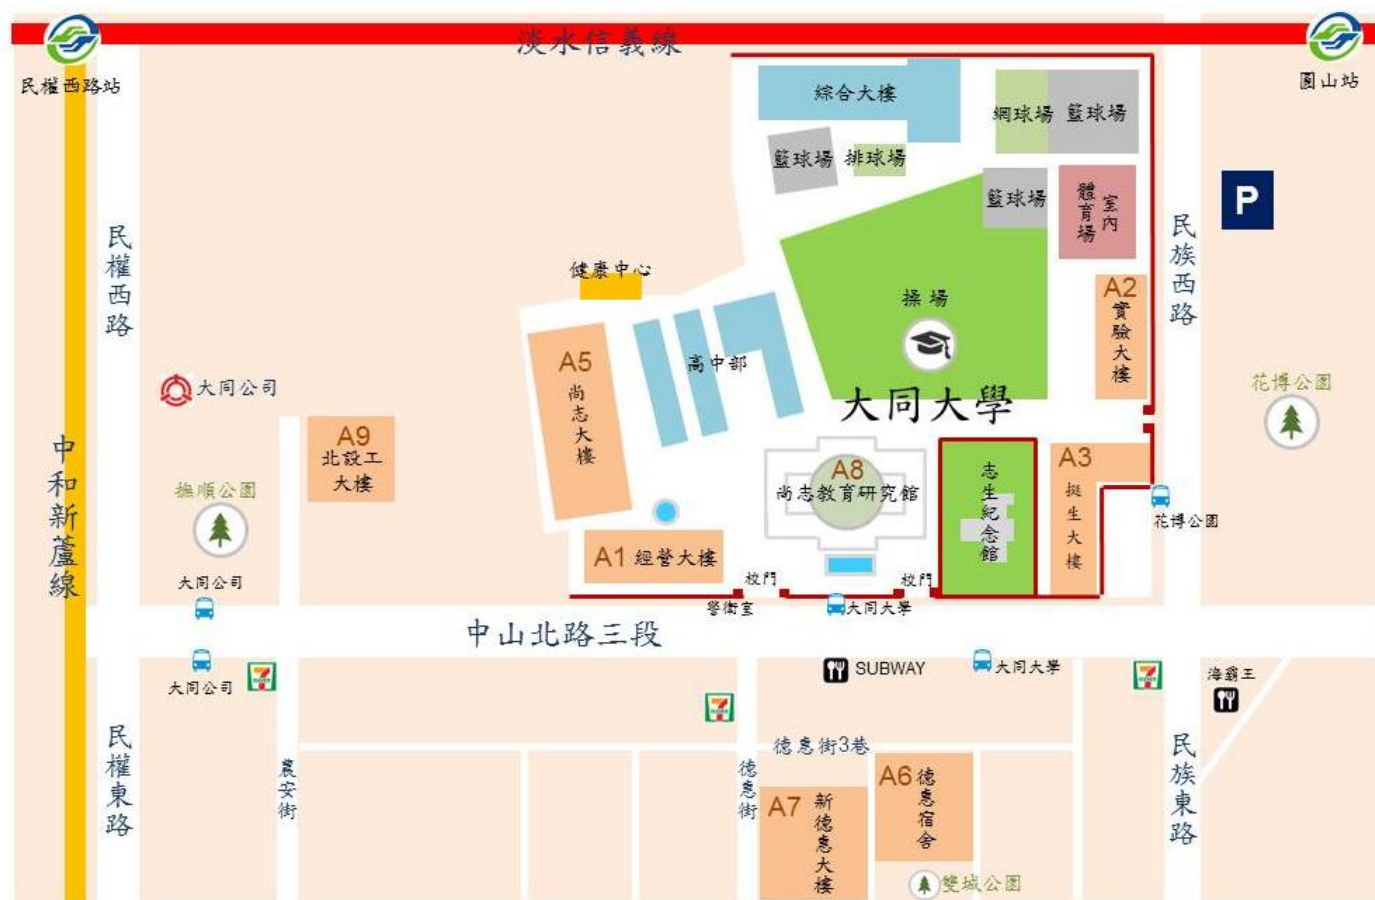 淡水信義線
民權西路站
圓山站
綜合大樓
網球場
籃球場
籃球場
排球場
籃球場
室內
體育場
P
民權西路
民族西路
健康中心
A2
實驗大樓
操場
A5
尚志大樓
高中部
大同公司
花博公園
大同大學
A9
北設工
大樓
中和新蘆線
A8
尚志教育研究館
志生紀念館
A3
挺生大樓
撫順公園
花博公園
A1 經營大樓
大同公司
校門
校門
警衛室
大同大學
中山北路三段
大同公司
7
SUBWAY
大同大學
海霸王
7
7
民權東路
農安街
德惠街
德惠街3巷
A6
德惠宿舍
A7
新德惠大樓
民族東路
雙城公園